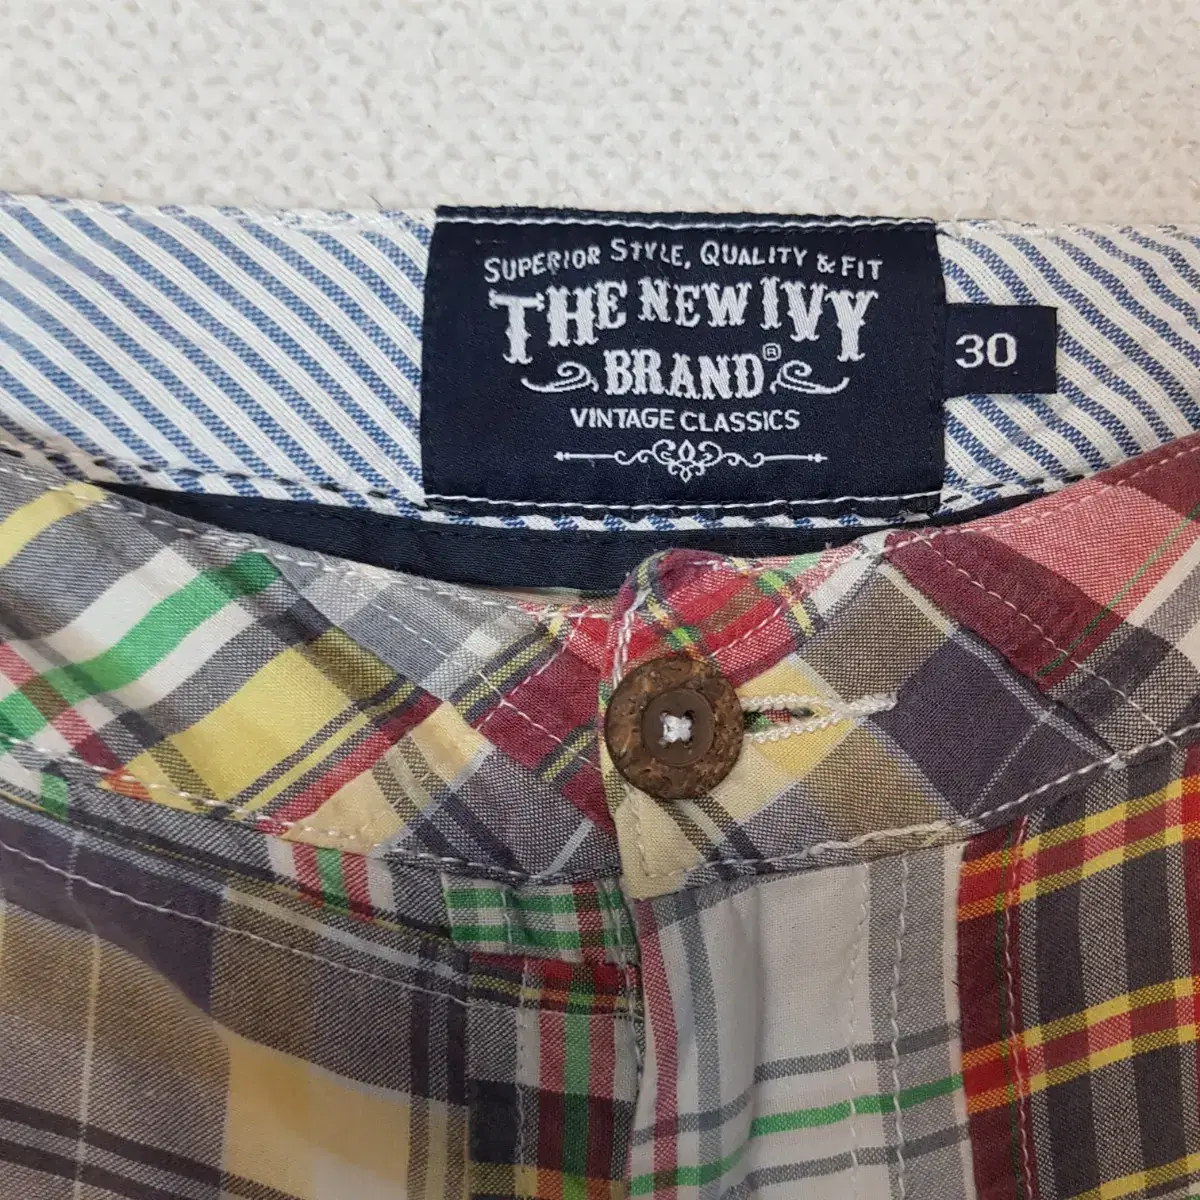 SUPERIOR STYLE, QUALITY & FIT
THE NEW IVY
BRAND®
VINTAGE CLASSICS
30